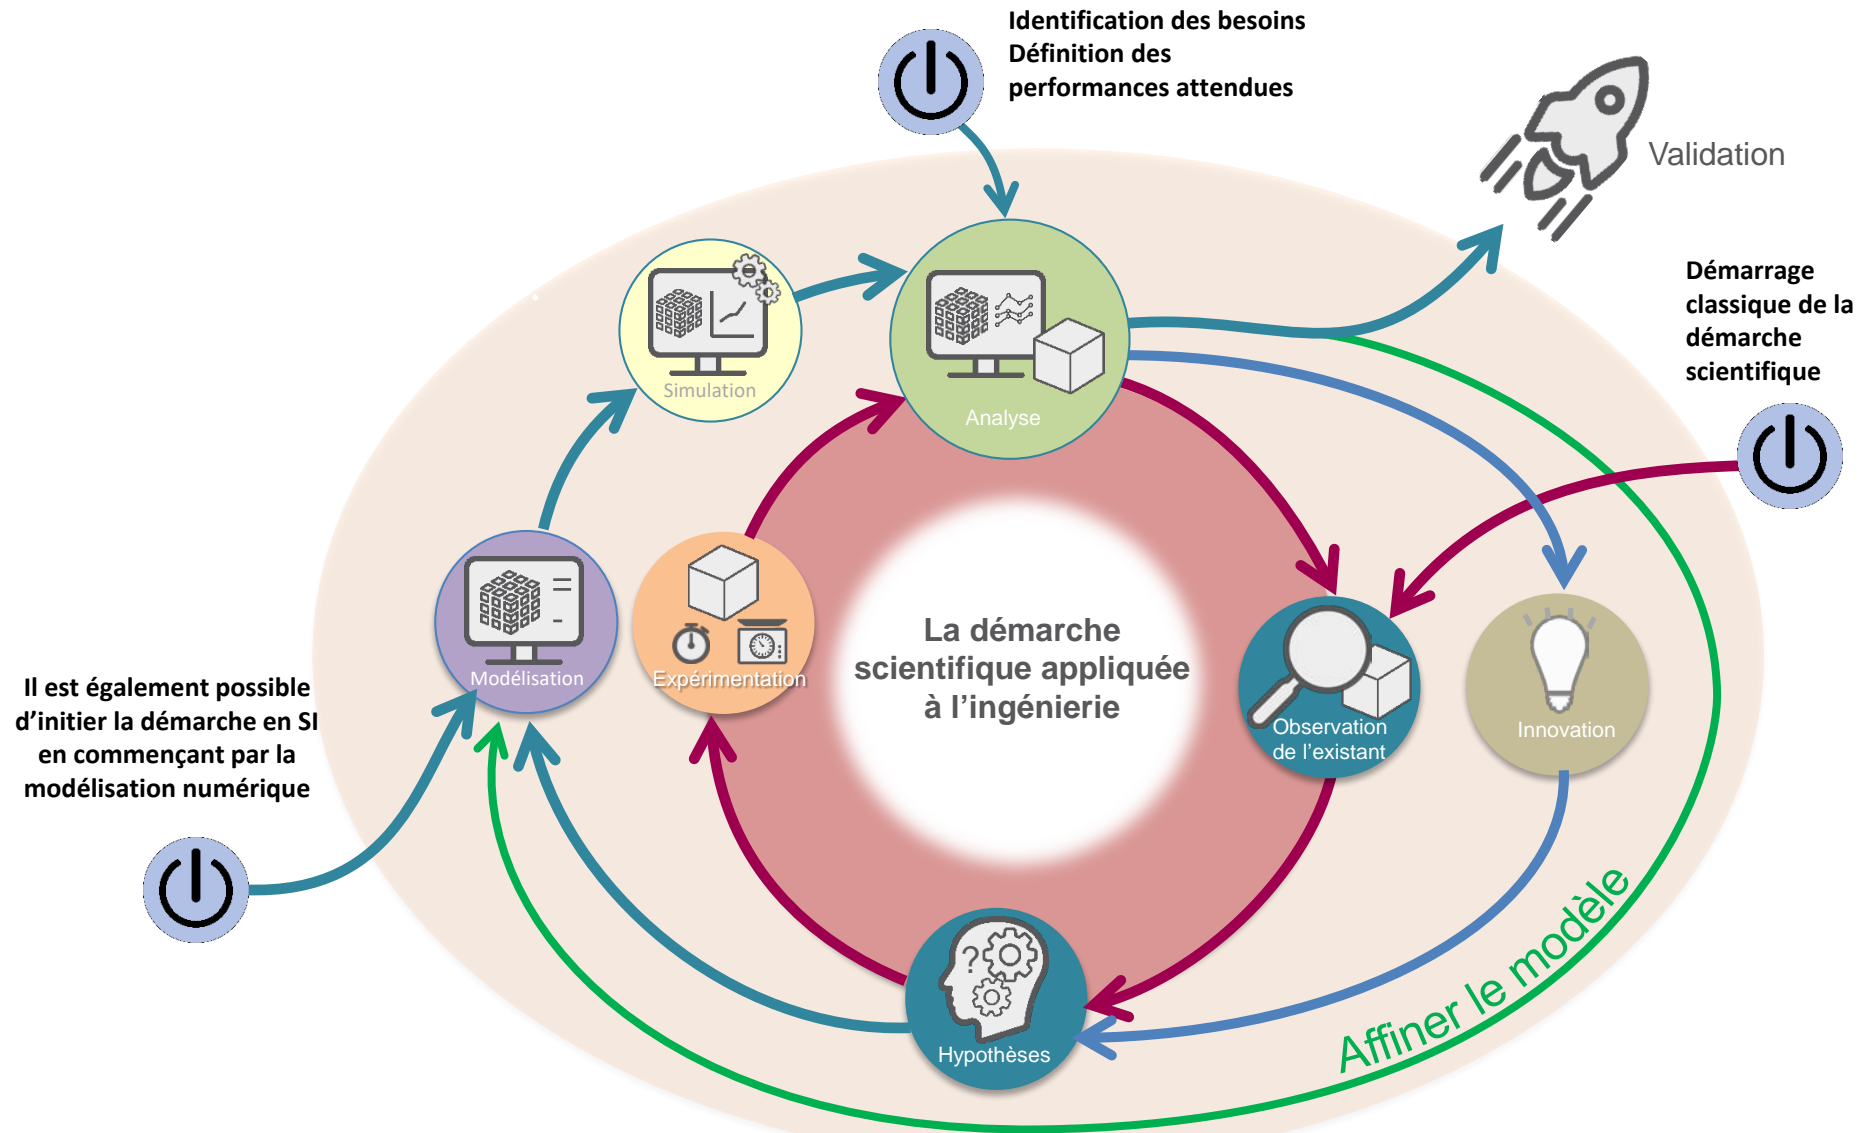 Identification des besoins
Définition des
performances attendues
Validation
Démarrage
classique de la
démarche
scientifique
Simulation
Analyse
Modélisation
Expérimentation
La démarche
scientifique appliquée
à l’ingénierie
Observation
de l’existant
Innovation
Il est également possible
d’initier la démarche en SI
en commençant par la
modélisation numérique
?
Hypothèses
Affiner le modèle